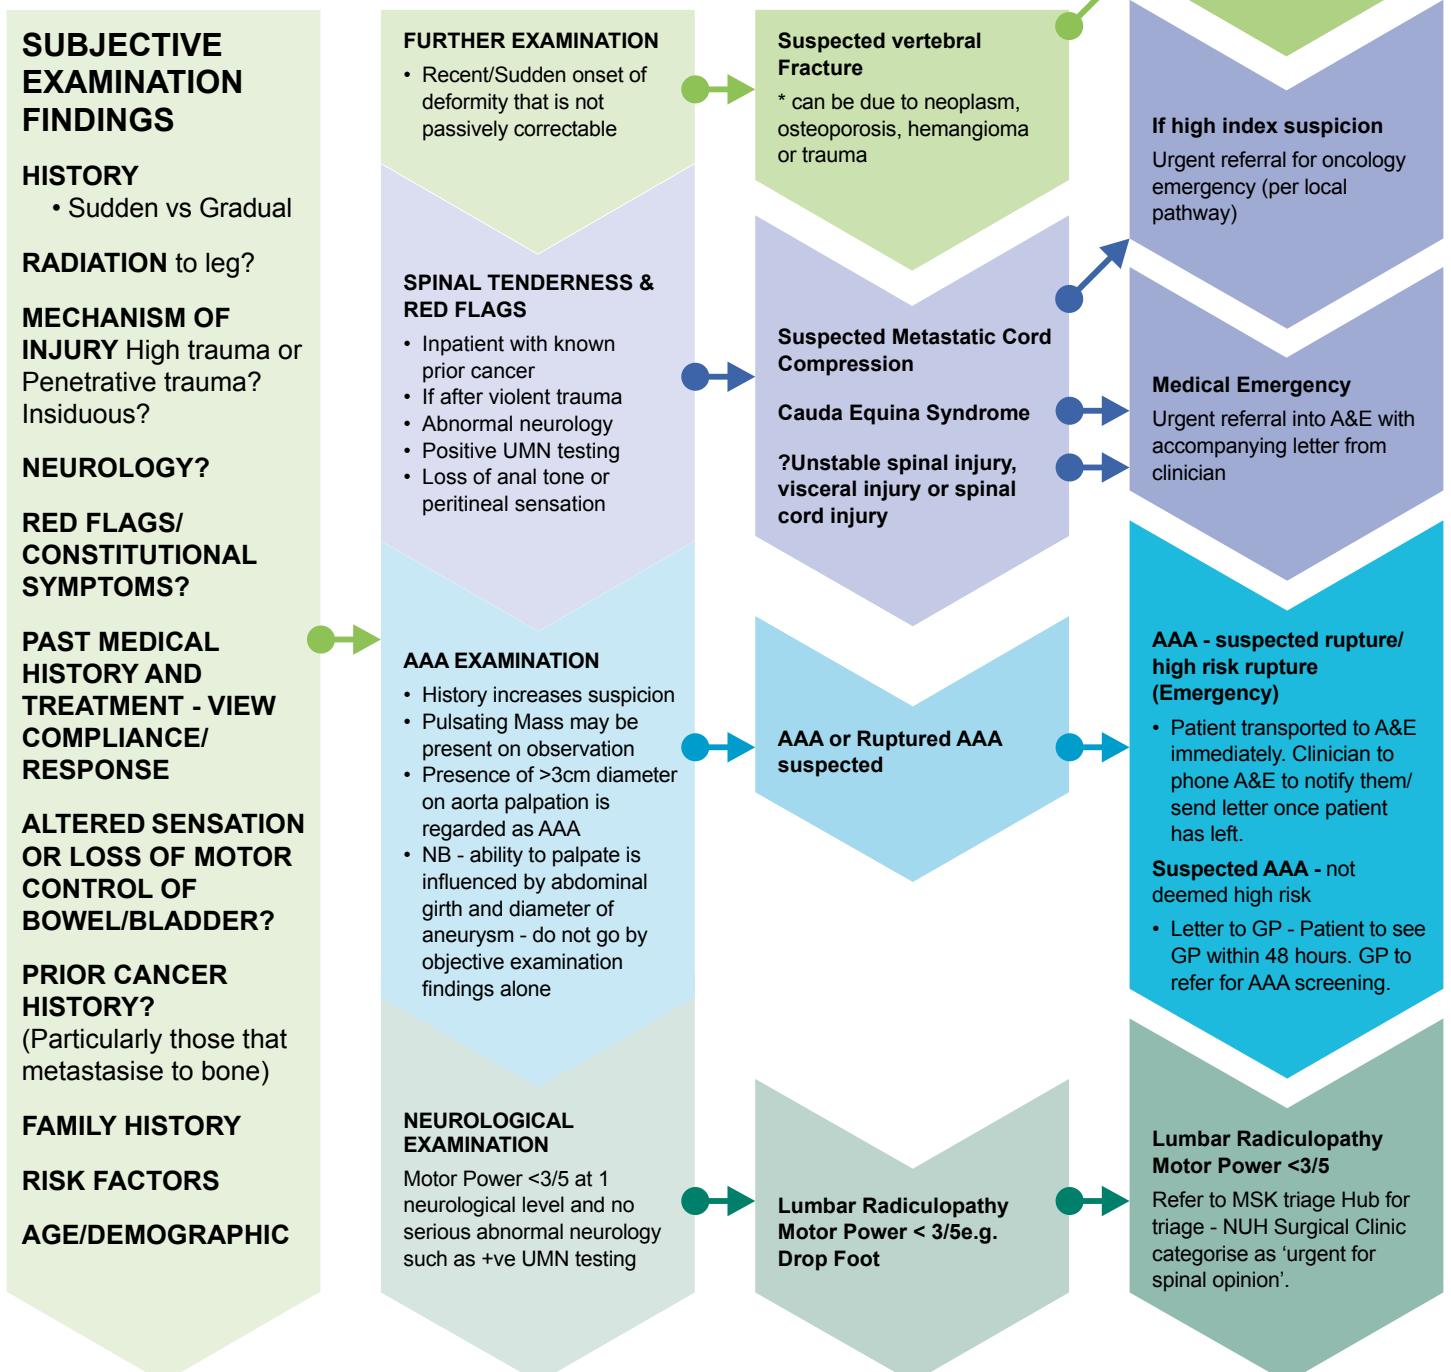 SUBJECTIVE
EXAMINATION
FINDINGS
HISTORY
• Sudden vs Gradual
RADIATION to leg?
MECHANISM OF
INJURY High trauma or
Penetrative trauma?
Insiduous?
NEUROLOGY?
RED FLAGS/
CONSTITUTIONAL
SYMPTOMS?
PAST MEDICAL
HISTORY AND
TREATMENT - VIEW
COMPLIANCE/
RESPONSE
ALTERED SENSATION
OR LOSS OF MOTOR
CONTROL OF
BOWEL/BLADDER?
PRIOR CANCER
HISTORY?
(Particularly those that
metastasise to bone)
FAMILY HISTORY
RISK FACTORS
AGE/DEMOGRAPHIC
FURTHER EXAMINATION
• Recent/Sudden onset of
deformity that is not
passively correctable
SPINAL TENDERNESS &
RED FLAGS
• Inpatient with known
prior cancer
• If after violent trauma
• Abnormal neurology
• Positive UMN testing
• Loss of anal tone or
peritineal sensation
AAA EXAMINATION
• History increases suspicion
• Pulsating Mass may be
present on observation
• Presence of >3cm diameter
on aorta palpation is
regarded as AAA
• NB - ability to palpate is
influenced by abdominal
girth and diameter of
aneurysm - do not go by
objective examination
findings alone
NEUROLOGICAL
EXAMINATION
Motor Power <3/5 at 1
neurological level and no
serious abnormal neurology
such as +ve UMN testing
Suspected vertebral
Fracture
* can be due to neoplasm,
osteoporosis, hemangioma
or trauma
Suspected Metastatic Cord
Compression
Cauda Equina Syndrome
?Unstable spinal injury,
visceral injury or spinal
cord injury
AAA or Ruptured AAA
suspected
Lumbar Radiculopathy
Motor Power < 3/5e.g.
Drop Foot
If high index suspicion
Urgent referral for oncology
emergency (per local
pathway)
Medical Emergency
Urgent referral into A&E with
accompanying letter from
clinician
AAA - suspected rupture/
high risk rupture
(Emergency)
• Patient transported to A&E
immediately. Clinician to
phone A&E to notify them/
send letter once patient
has left.
Suspected AAA - not
deemed high risk
• Letter to GP - Patient to see
GP within 48 hours. GP to
refer for AAA screening.
Lumbar Radiculopathy
Motor Power <3/5
Refer to MSK triage Hub for
triage - NUH Surgical Clinic
categorise as ‘urgent for
spinal opinion’.